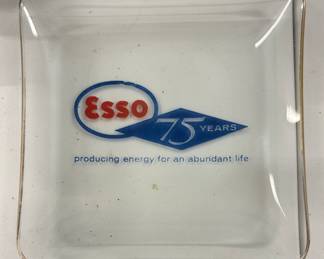 Esso
75 YEARS
producing energy for an abundant life